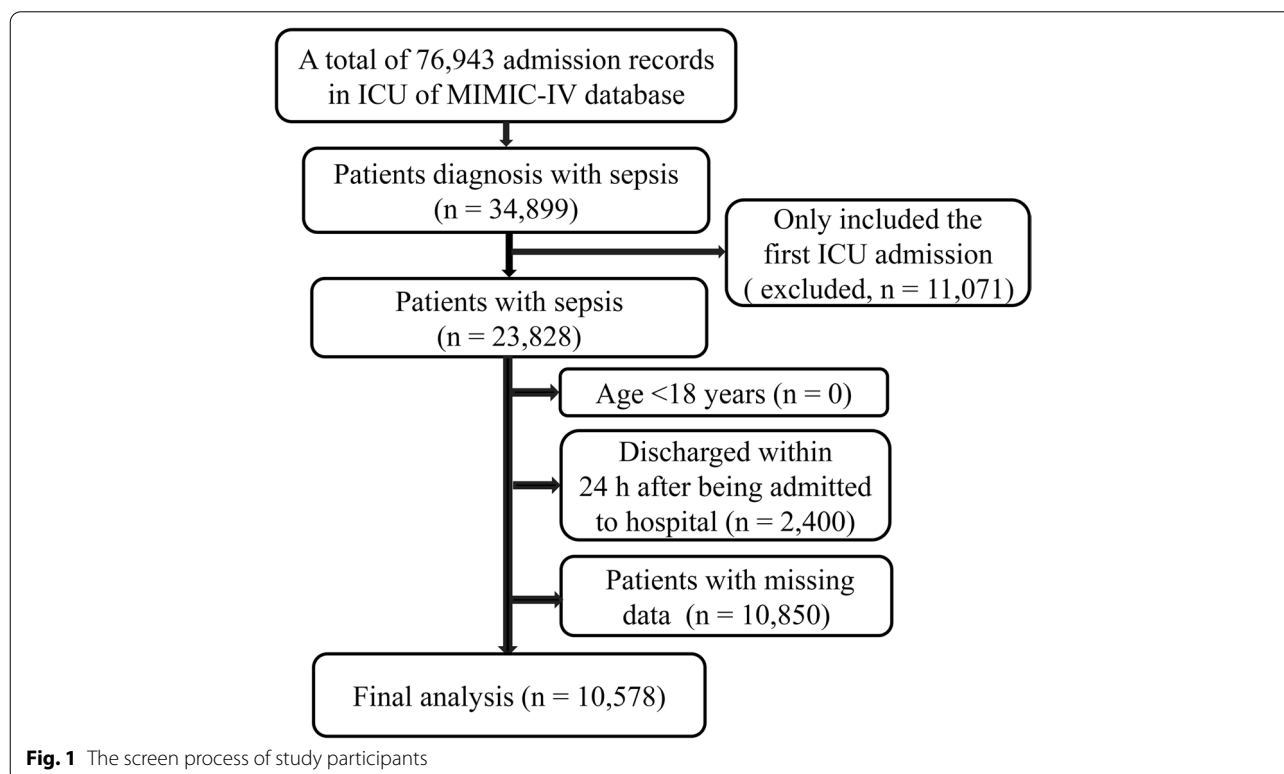 A total of 76,943 admission records
in ICU of MIMIC-IV database
Patients diagnosis with sepsis
(n = 34,899)
Only included the
first ICU admission
( excluded, n = 11,071)
Patients with sepsis
(n = 23,828)
Age <18 years (n = 0)
Discharged within
24 h after being admitted
to hospital (n = 2,400)
Patients with missing
data (n = 10,850)
Final analysis (n = 10,578)
Fig. 1 The screen process of study participants